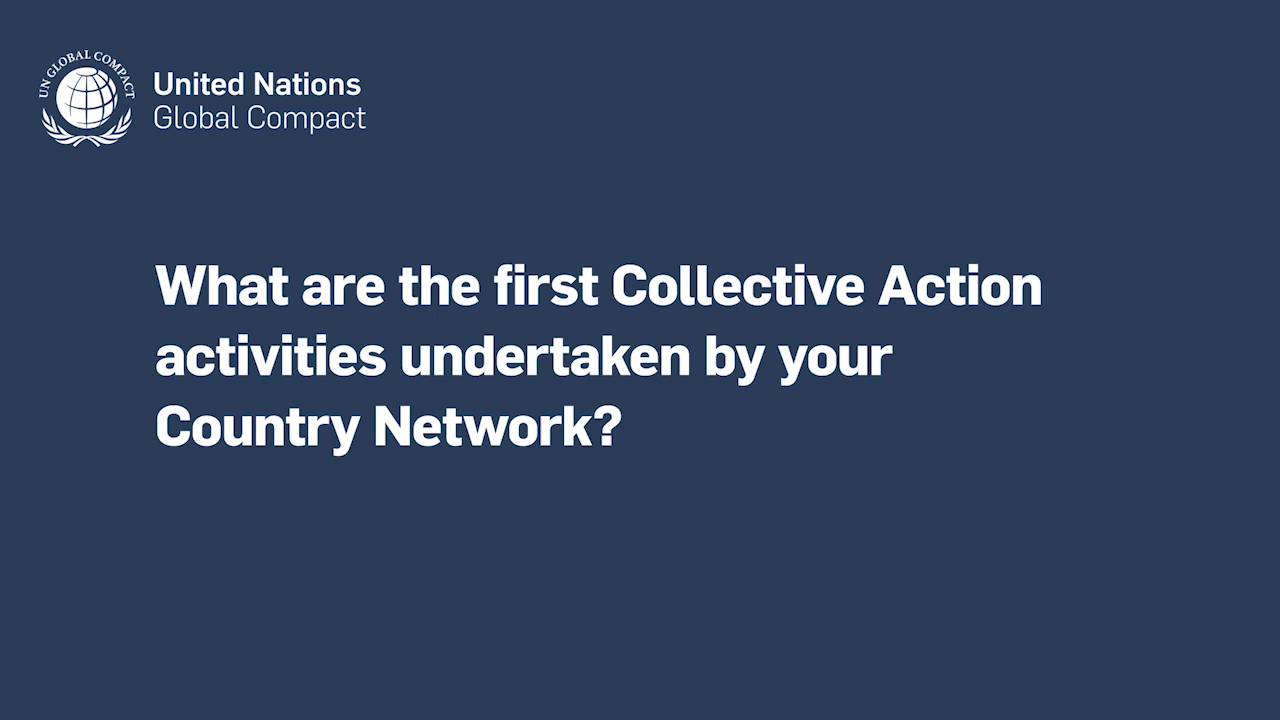 UN GLOBAL COMPACT
United Nations
Global Compact
What are the first Collective Action
activities undertaken by your
Country Network?